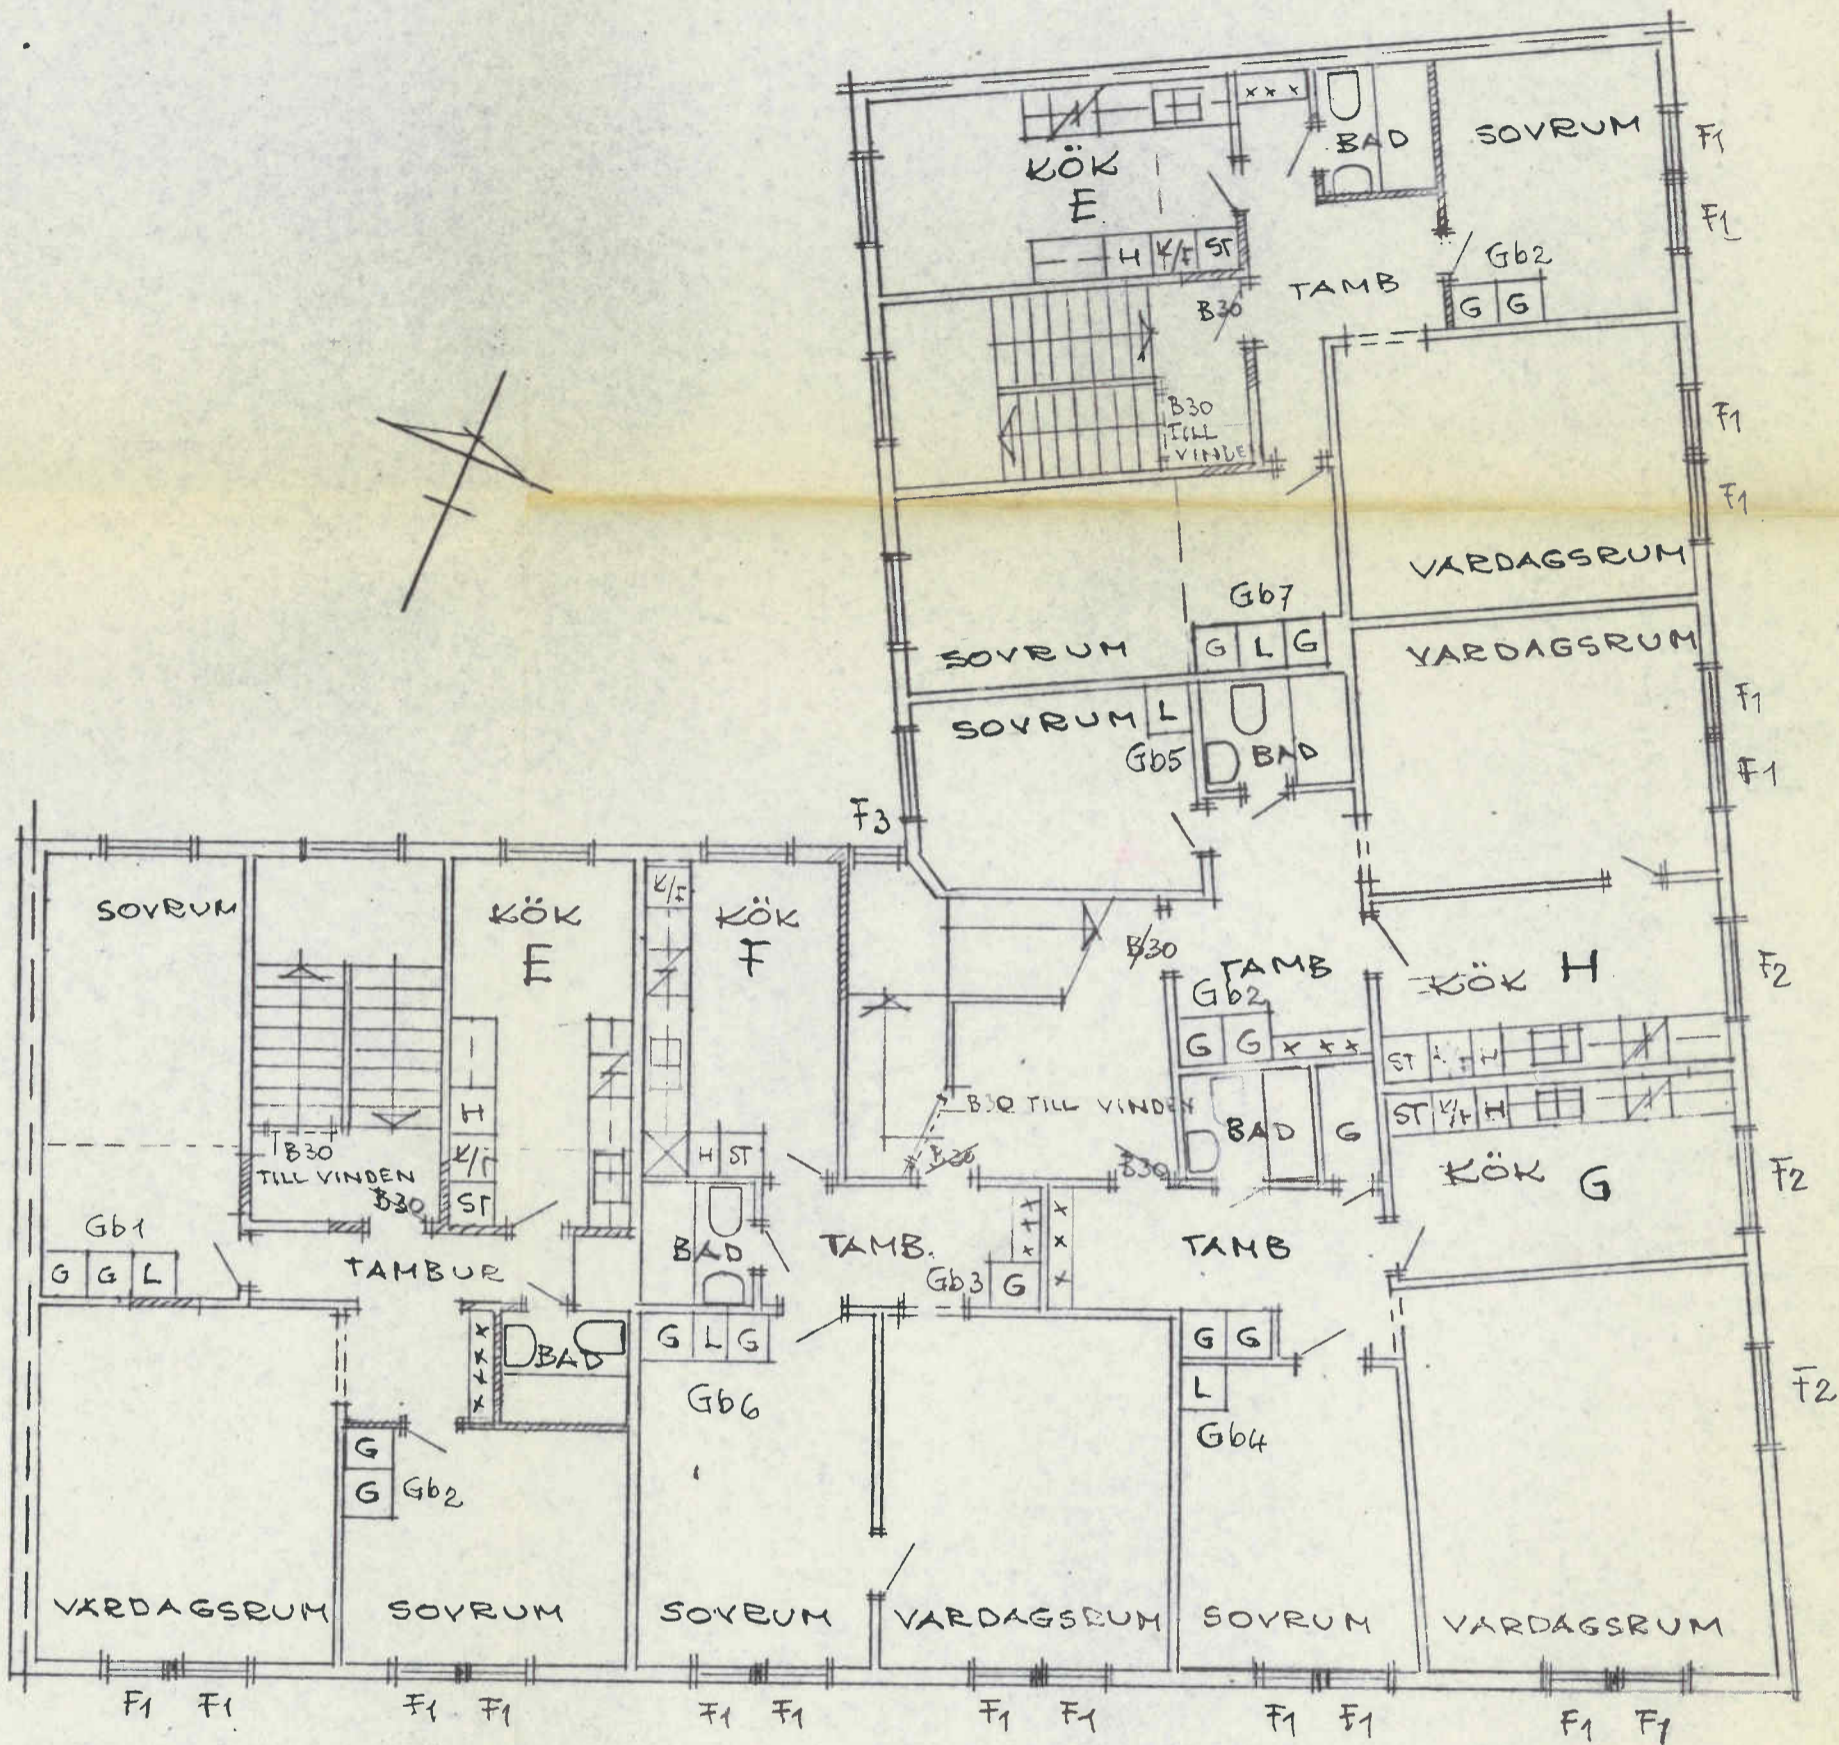 BAD
SOVRUM
F1
KÖK
E
F1
H K/F ST
Gb2
TAMB
G G
B30
B30
TILL
VINDE
F1
F1
VARDAGSRUM
Gb7
SOVRUM
G L G
VARDAGSRUM
SOVRUM
L
F1
Gb5
BAD
F1
F3
K/F
SOVRUM
KÖK
E
KÖK
F
B30
TAMB
KÖK H
F2
Gb2
G G
ST H
H
B30 TILL VINDEN
BAD
G
ST K/F H
B30
TILL VINDEN
K/F
H ST
B30
B30
KÖK G
F2
B30
ST
Gb1
G G L
TAMBUR
BAD
TAMB.
Gb3
G
TAMB
BAD
G L G
G G
Gb6
L
Gb4
F2
G
G
Gb2
VARDAGSRUM
SOVRUM
SOVRUM
VARDAGSRUM
SOVRUM
VARDAGSRUM
F1 F1
F1 F1
F1 F1
F1 F1
F1 F1
F1 F1